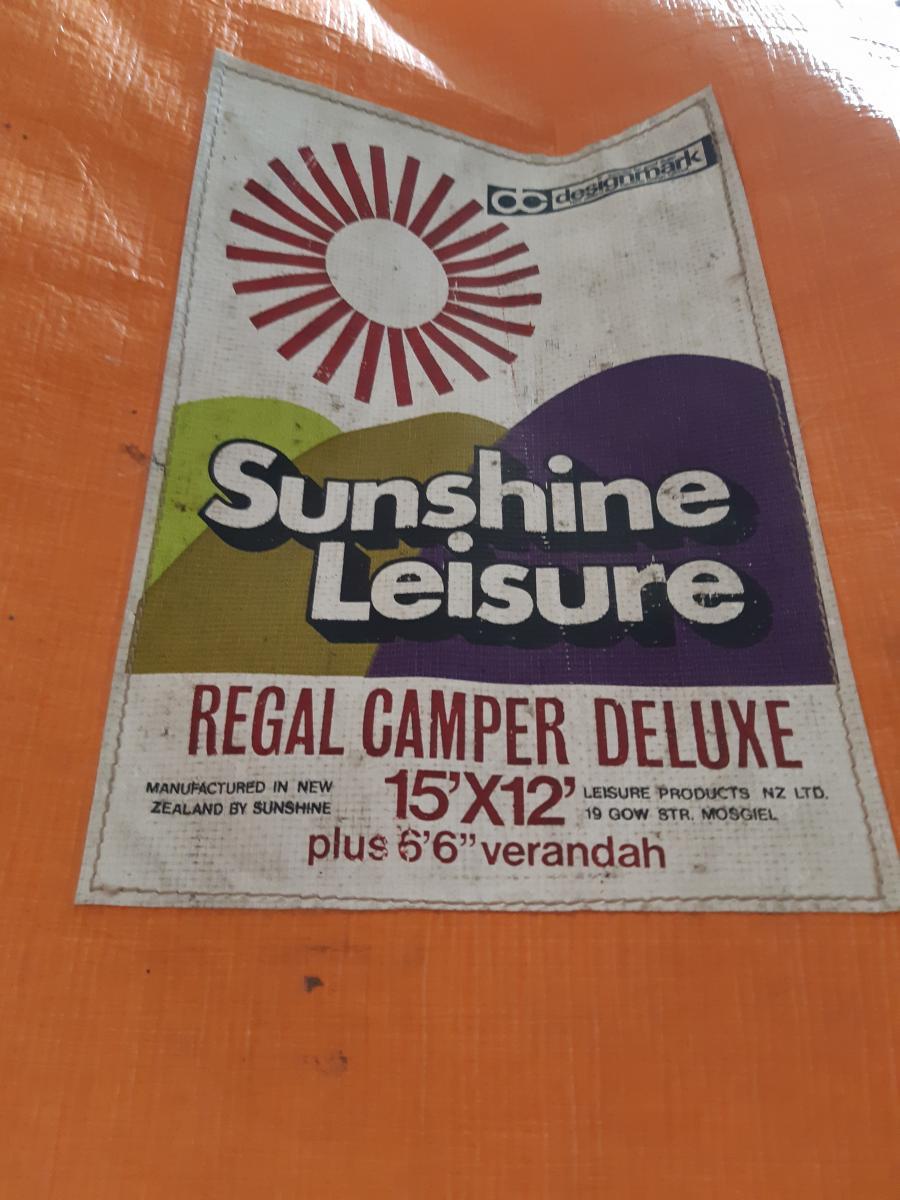 designmark
Sunshine
Leisure
REGAL CAMPER DELUXE
MANUFACTURED IN NEW
ZEALAND BY SUNSHINE
15'X12'
LEISURE PRODUCTS NZ LTD.
19 GOW STR. MOSGIEL
plus 6'6" verandah